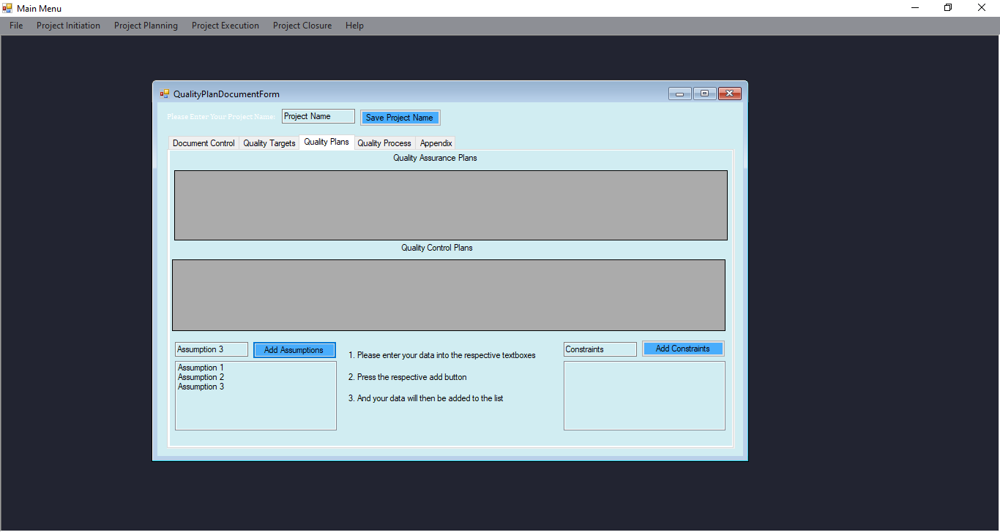 Main Menu
File Project Initiation Project Planning Project Execution Project Closure Help
QualityPlanDocumentForm
Please Enter Your Project Name: Project Name Save Project Name
Document Control Quality Targets Quality Plans Quality Process Appendix
Quality Assurance Plans
Quality Control Plans
Assumption 3 Add Assumptions
Assumption 1
Assumption 2
Assumption 3
1. Please enter your data into the respective textboxes
2. Press the respective add button
3. And your data will then be added to the list
Constraints Add Constraints